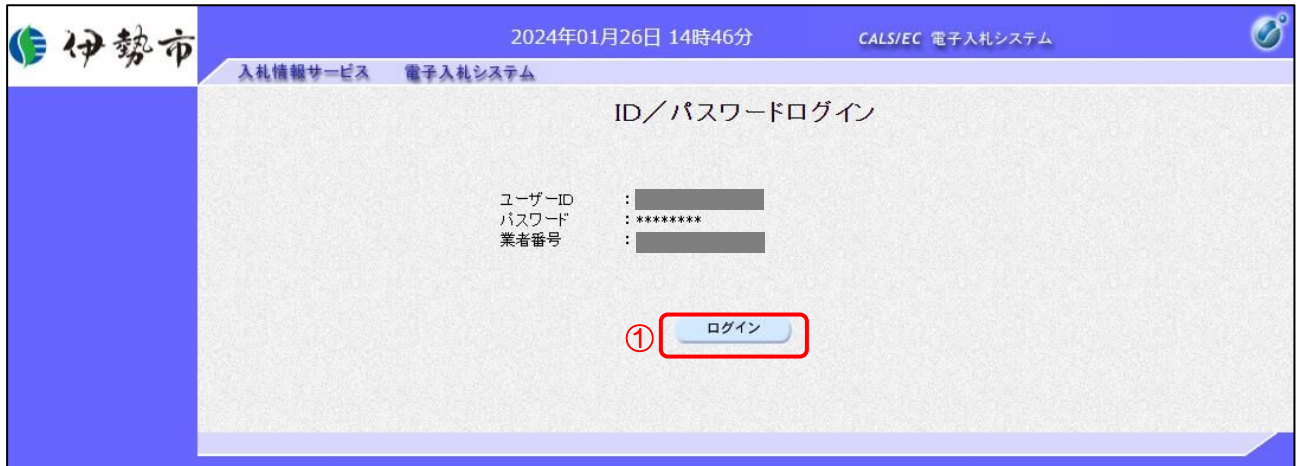 伊勢市
2024年01月26日 14時46分
CALS/EC 電子入札システム
入札情報サービス 電子入札システム
ID／パスワードログイン
ユーザーID :
パスワード : ********
業者番号 :
① ログイン